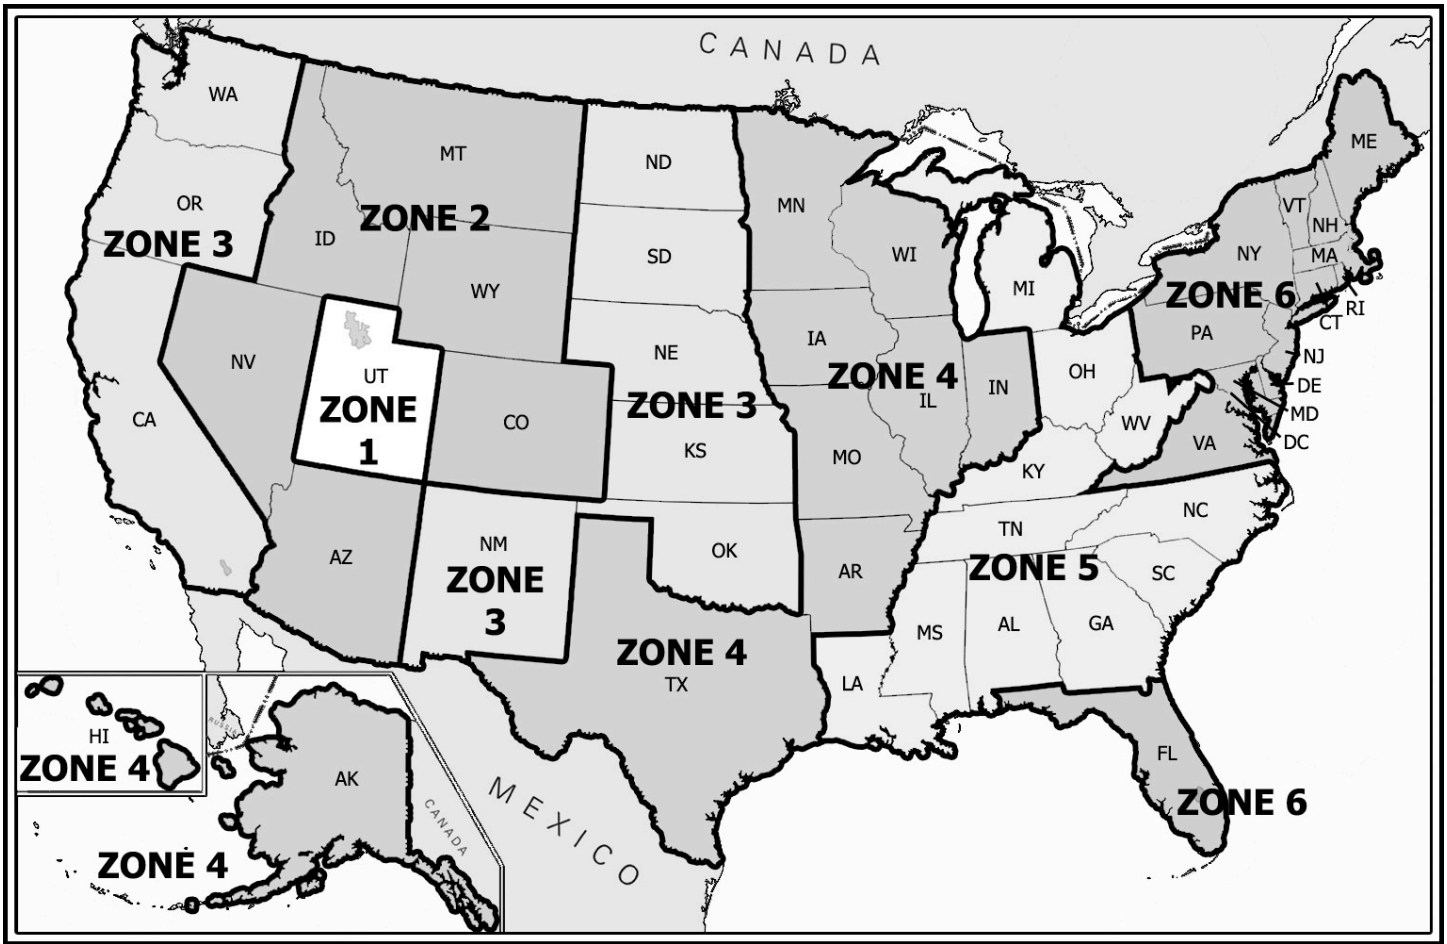 CANADA
WA
ME
MT
ND
OR
MN
VT
NH
ZONE 2
ID
ZONE 3
WI
NY
MA
SD
WY
MI
ZONE 6
RI
CT
IA
PA
NE
NJ
NV
UT
OH
ZONE 4
DE
IN
IL
ZONE
1
ZONE 3
MD
CA
CO
WV
VA
DC
KS
MO
KY
NC
TN
NM
OK
AZ
ZONE 5
AR
SC
ZONE
3
AL
GA
MS
ZONE 4
TX
LA
RUSSIA
HI
ZONE 4
FL
AK
ZONE 6
MEXICO
CANADA
ZONE 4